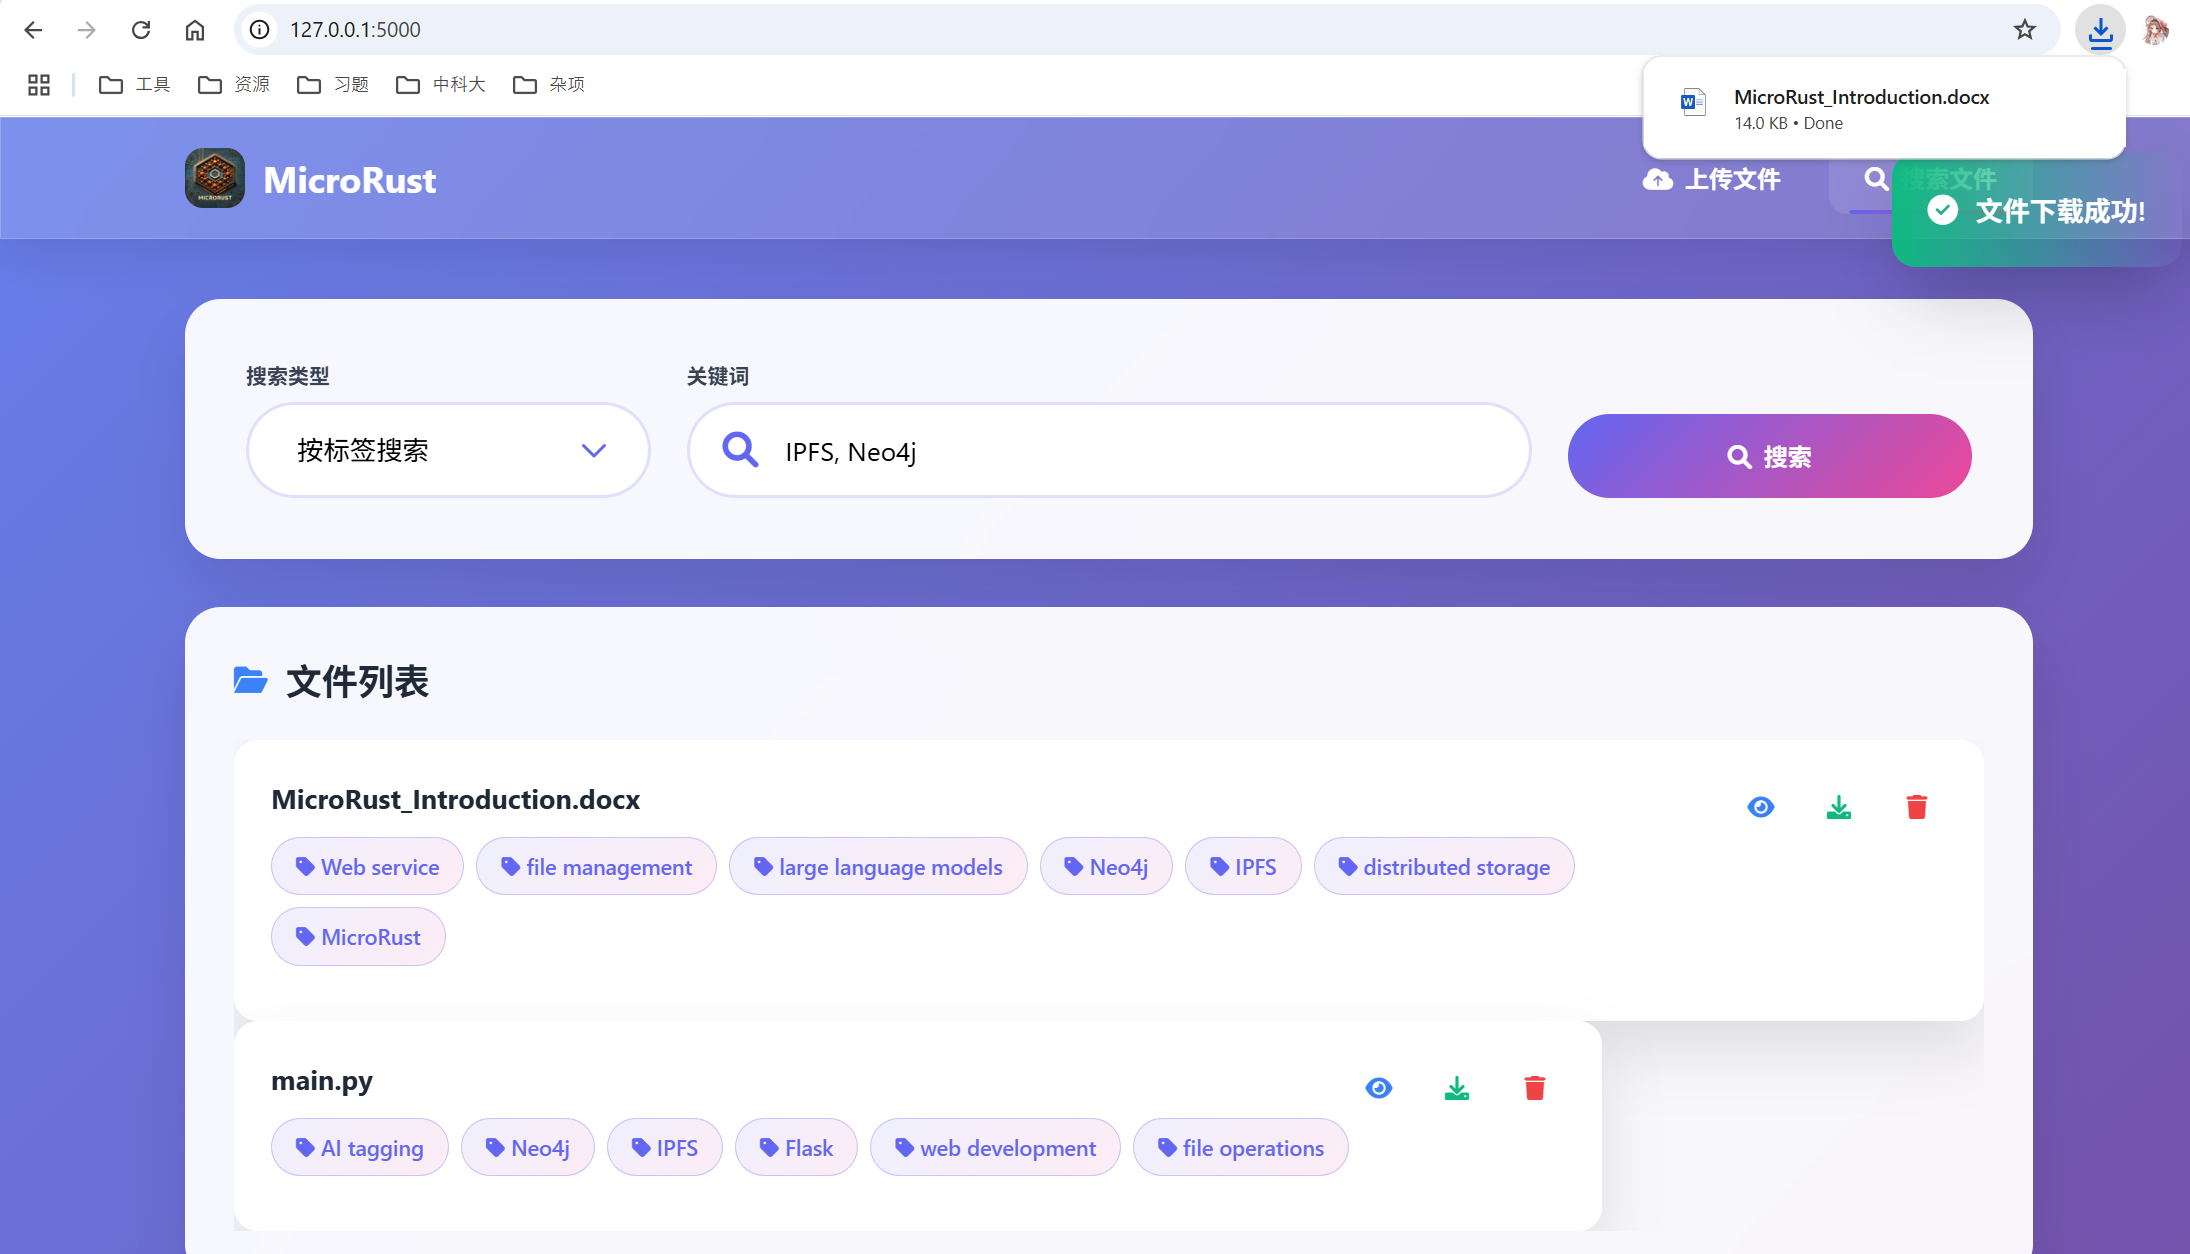 127.0.0.1:5000
工具
资源
习题
中科大
杂项
MicroRust_Introduction.docx
14.0 KB • Done
MICRORUST
MicroRust
上传文件
搜索文件
文件下载成功!
搜索类型
关键词
按标签搜索
IPFS, Neo4j
搜索
文件列表
MicroRust_Introduction.docx
Web service
file management
large language models
Neo4j
IPFS
distributed storage
MicroRust
main.py
AI tagging
Neo4j
IPFS
Flask
web development
file operations